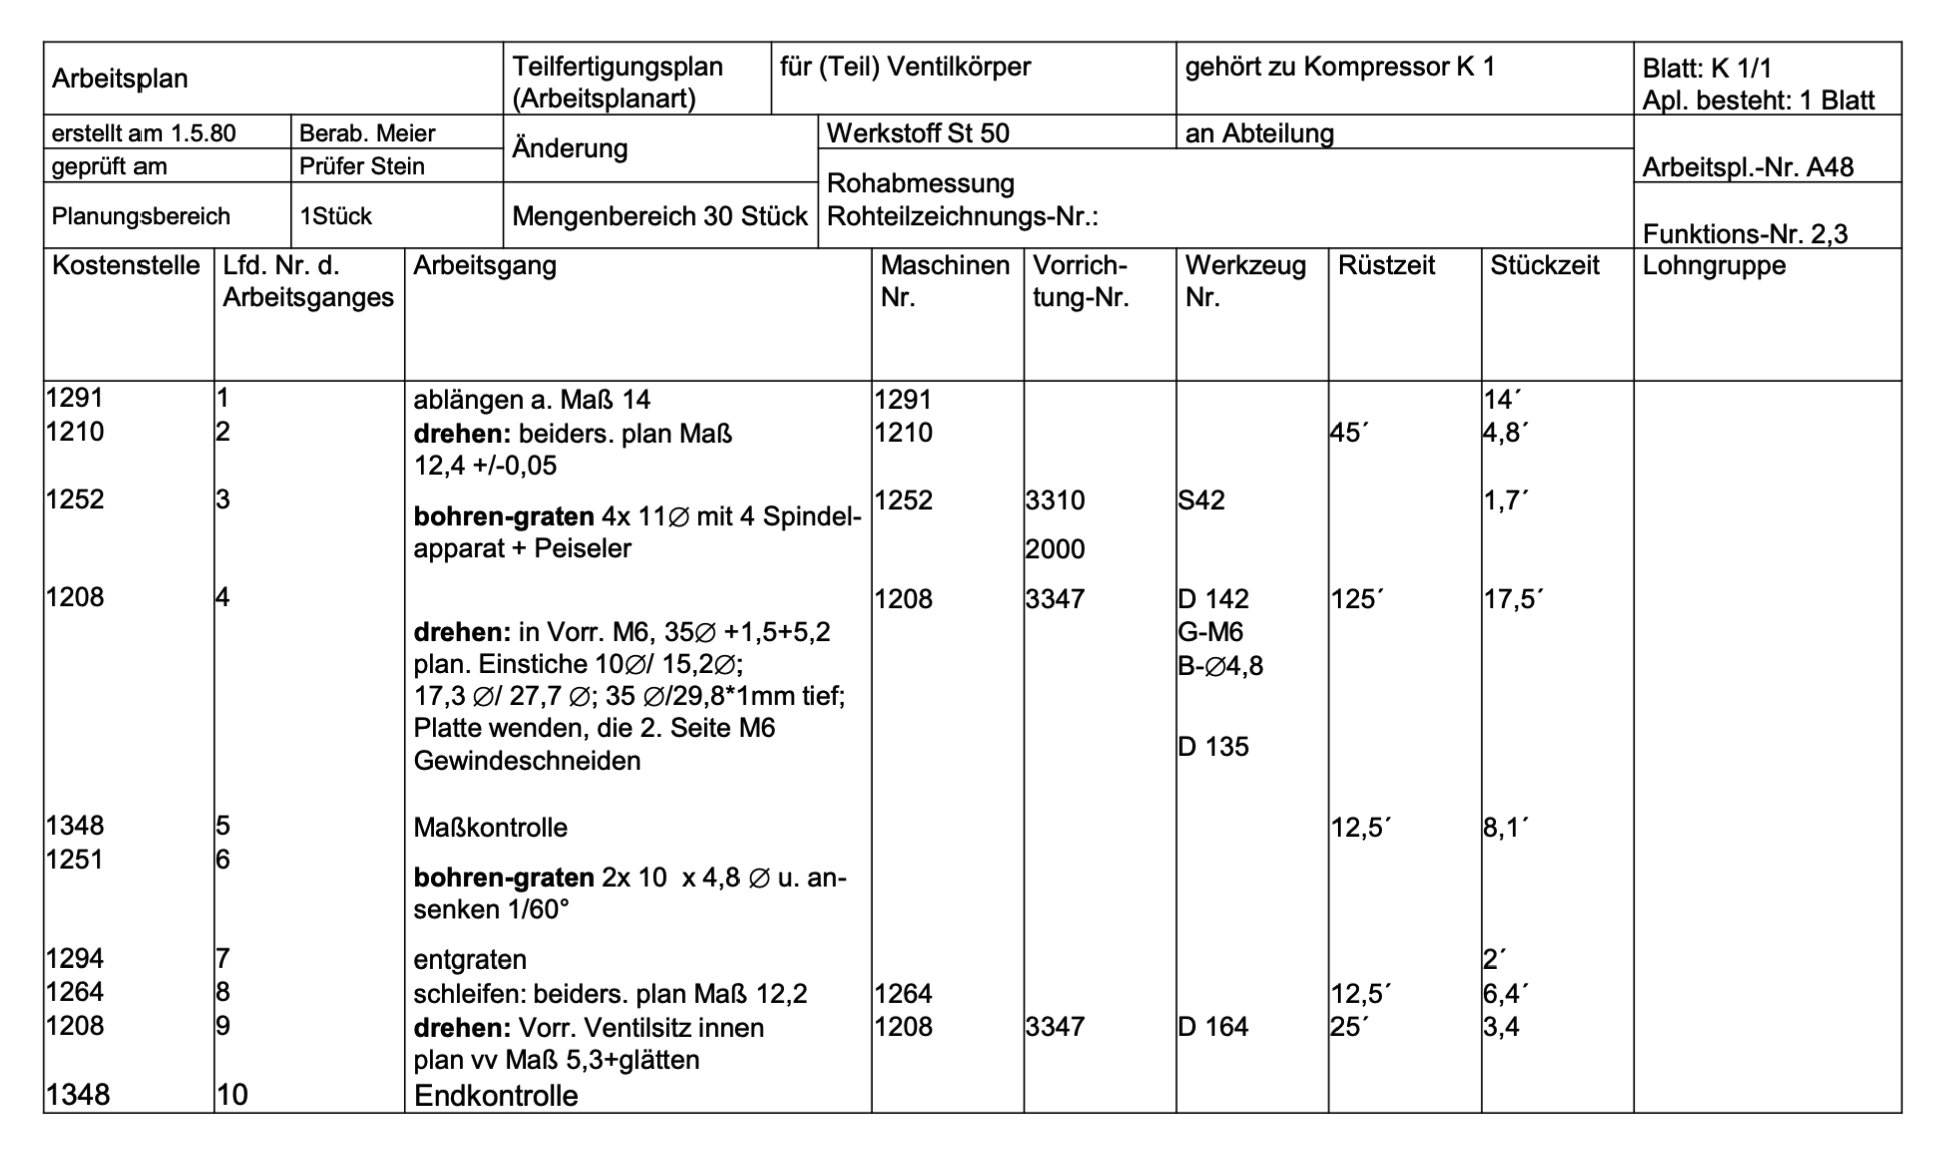 Arbeitsplan
Teilfertigungsplan
(Arbeitsplanart)
für (Teil) Ventilkörper
gehört zu Kompressor K 1
Blatt: K 1/1
Apl. besteht: 1 Blatt
erstellt am 1.5.80
Berab. Meier
Änderung
Werkstoff St 50
an Abteilung
geprüft am
Prüfer Stein
Rohabmessung
Rohteilzeichnungs-Nr.:
Arbeitspl.-Nr. A48
Planungsbereich
1Stück
Mengenbereich 30 Stück
Funktions-Nr. 2,3
Kostenstelle
Lfd. Nr. d.
Arbeitsganges
Arbeitsgang
Maschinen
Nr.
Vorrich-
tung-Nr.
Werkzeug
Nr.
Rüstzeit
Stückzeit
Lohngruppe
1291 1 ablängen a. Maß 14 1291 14´
1210 2 drehen: beiders. plan Maß 1210 45´ 4,8´
12,4 +/-0,05
1252 3 1252 3310 S42 1,7´
bohren-graten 4x 11∅ mit 4 Spindel-
apparat + Peiseler 2000
1208 4 1208 3347 D 142 125´ 17,5´
drehen: in Vorr. M6, 35∅ +1,5+5,2 G-M6
plan. Einstiche 10∅/ 15,2∅; B-∅4,8
17,3 ∅/ 27,7 ∅; 35 ∅/29,8*1mm tief;
Platte wenden, die 2. Seite M6 D 135
Gewindeschneiden
1348 5 Maßkontrolle 12,5´ 8,1´
1251 6
bohren-graten 2x 10 x 4,8 ∅ u. an-
senken 1/60°
1294 7 entgraten 2´
1264 8 schleifen: beiders. plan Maß 12,2 1264 12,5´ 6,4´
1208 9 drehen: Vorr. Ventilsitz innen 1208 3347 D 164 25´ 3,4
plan vv Maß 5,3+glätten
1348 10 Endkontrolle